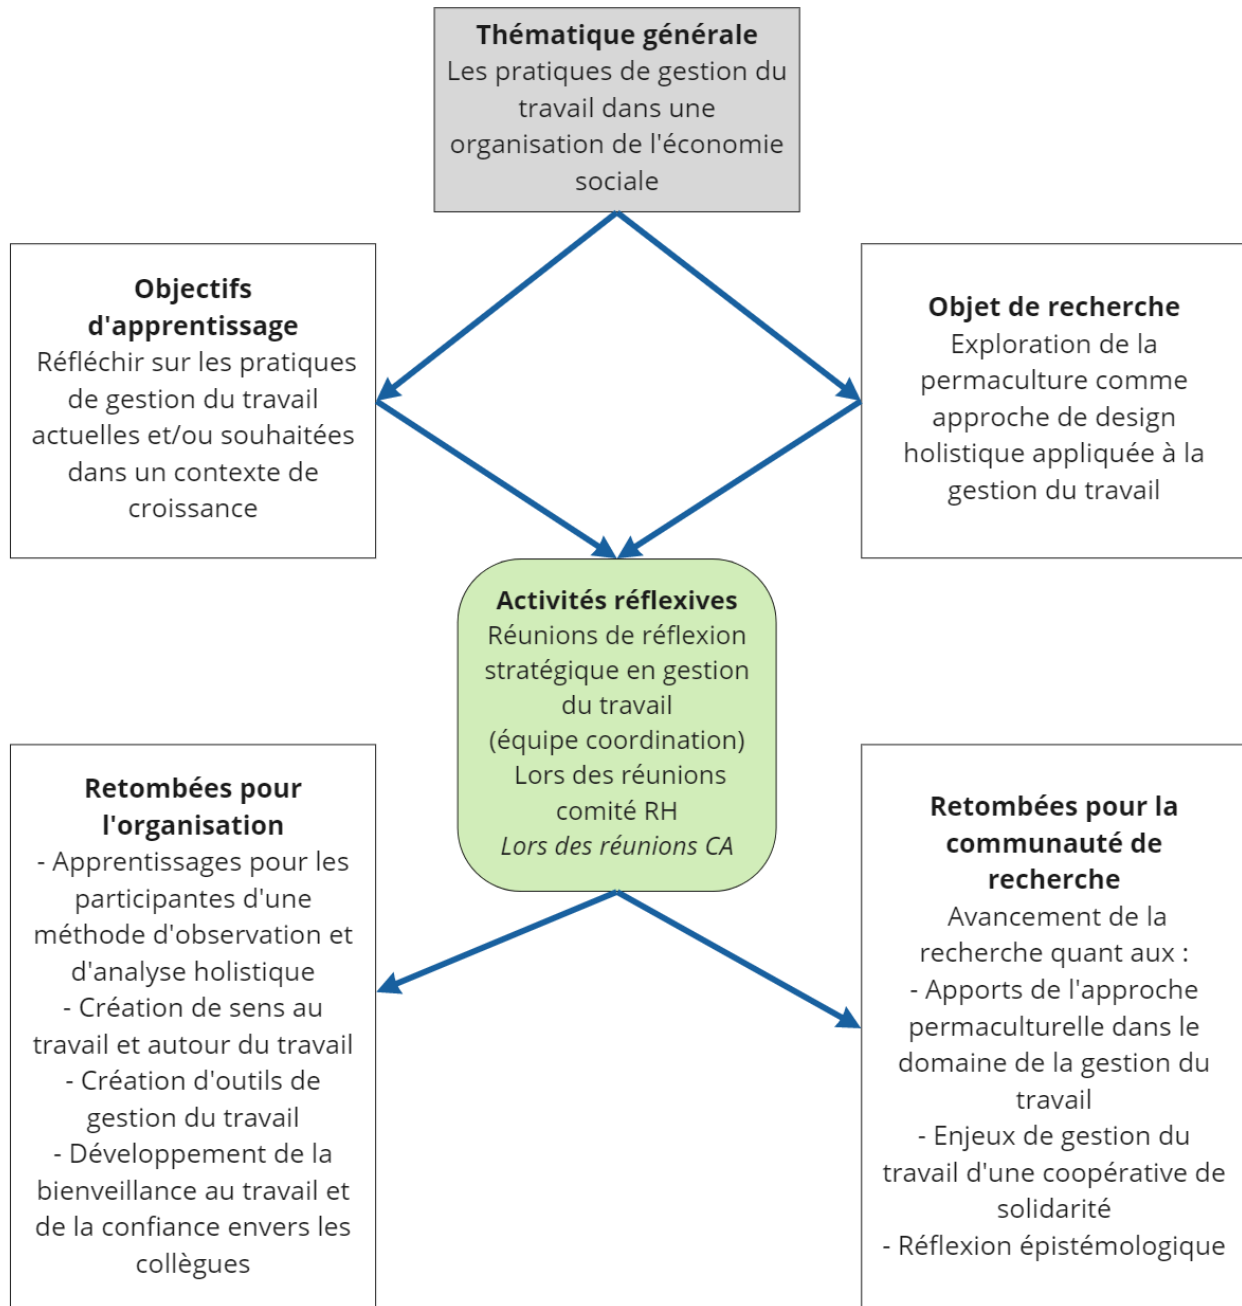 Thématique générale
Les pratiques de gestion du
travail dans une
organisation de l'économie
sociale
Objectifs
d'apprentissage
Réfléchir sur les pratiques
de gestion du travail
actuelles et/ou souhaitées
dans un contexte de
croissance
Objet de recherche
Exploration de la
permaculture comme
approche de design
holistique appliquée à la
gestion du travail
Activités réflexives
Réunions de réflexion
stratégique en gestion
du travail
(équipe coordination)
Lors des réunions
comité RH
Lors des réunions CA
Retombées pour
l'organisation
- Apprentissages pour les
participantes d'une
méthode d'observation et
d'analyse holistique
- Création de sens au
travail et autour du travail
- Création d'outils de
gestion du travail
- Développement de la
bienveillance au travail et
de la confiance envers les
collègues
Retombées pour la
communauté de
recherche
Avancement de la
recherche quant aux :
- Apports de l'approche
permaculturelle dans le
domaine de la gestion du
travail
- Enjeux de gestion du
travail d'une coopérative de
solidarité
- Réflexion épistémologique